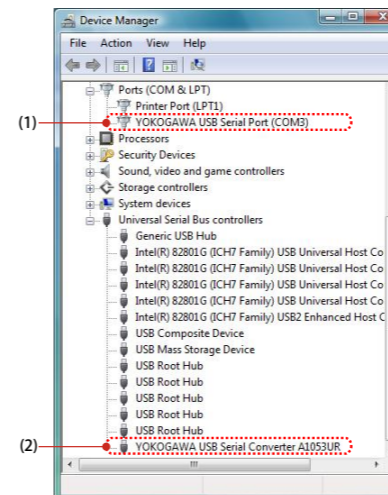 Device Manager
File Action View Help
Ports (COM & LPT)
Printer Port (LPT1)
(1) YOKOGAWA USB Serial Port (COM3)
Processors
Security Devices
Sound, video and game controllers
Storage controllers
System devices
Universal Serial Bus controllers
Generic USB Hub
Intel(R) 82801G (ICH7 Family) USB Universal Host Co
Intel(R) 82801G (ICH7 Family) USB Universal Host Co
Intel(R) 82801G (ICH7 Family) USB Universal Host Co
Intel(R) 82801G (ICH7 Family) USB Universal Host Co
Intel(R) 82801G (ICH7 Family) USB2 Enhanced Host C
USB Composite Device
USB Mass Storage Device
USB Root Hub
USB Root Hub
USB Root Hub
USB Root Hub
USB Root Hub
(2) YOKOGAWA USB Serial Converter A1053UR